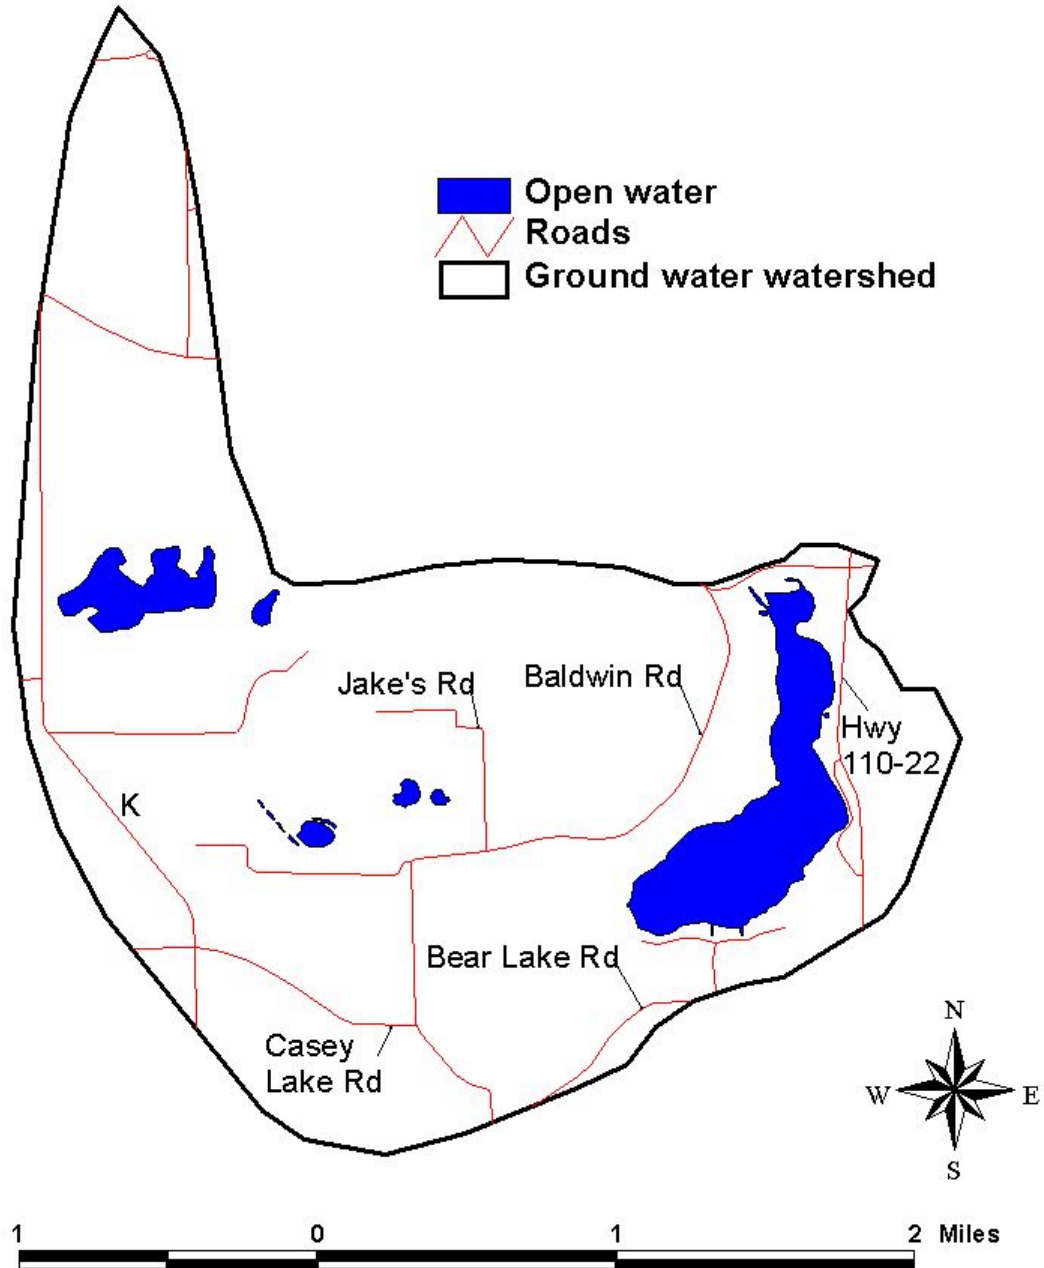 Open water
Roads
Ground water watershed
Jake's Rd
Baldwin Rd
Hwy
110-22
K
Bear Lake Rd
Casey
Lake Rd
N
W
E
S
1 0 1 2 Miles